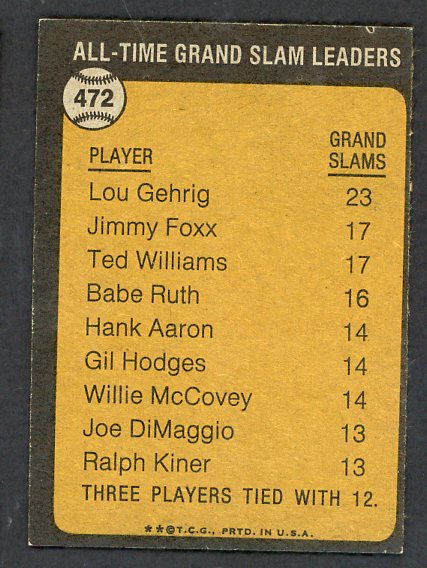 ALL-TIME GRAND SLAM LEADERS
472
PLAYER GRAND SLAMS
Lou Gehrig 23
Jimmy Foxx 17
Ted Williams 17
Babe Ruth 16
Hank Aaron 14
Gil Hodges 14
Willie McCovey 14
Joe DiMaggio 13
Ralph Kiner 13
THREE PLAYERS TIED WITH 12.
**©T.C.G., PRTD. IN U.S.A.